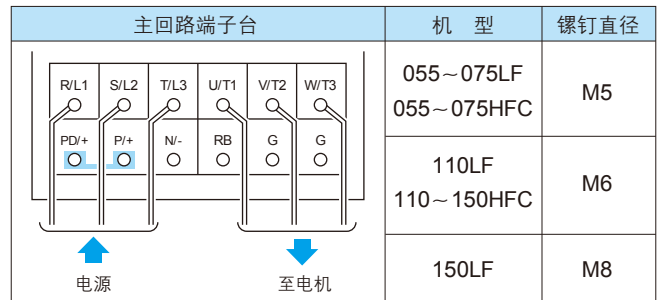 主回路端子台
机 型
螺钉直径
R/L1 S/L2 T/L3 U/T1 V/T2 W/T3
PD/+ P/+ N/- RB G G
电源
至电机
055~075LF
055~075HFC
M5
110LF
110~150HFC
M6
150LF
M8